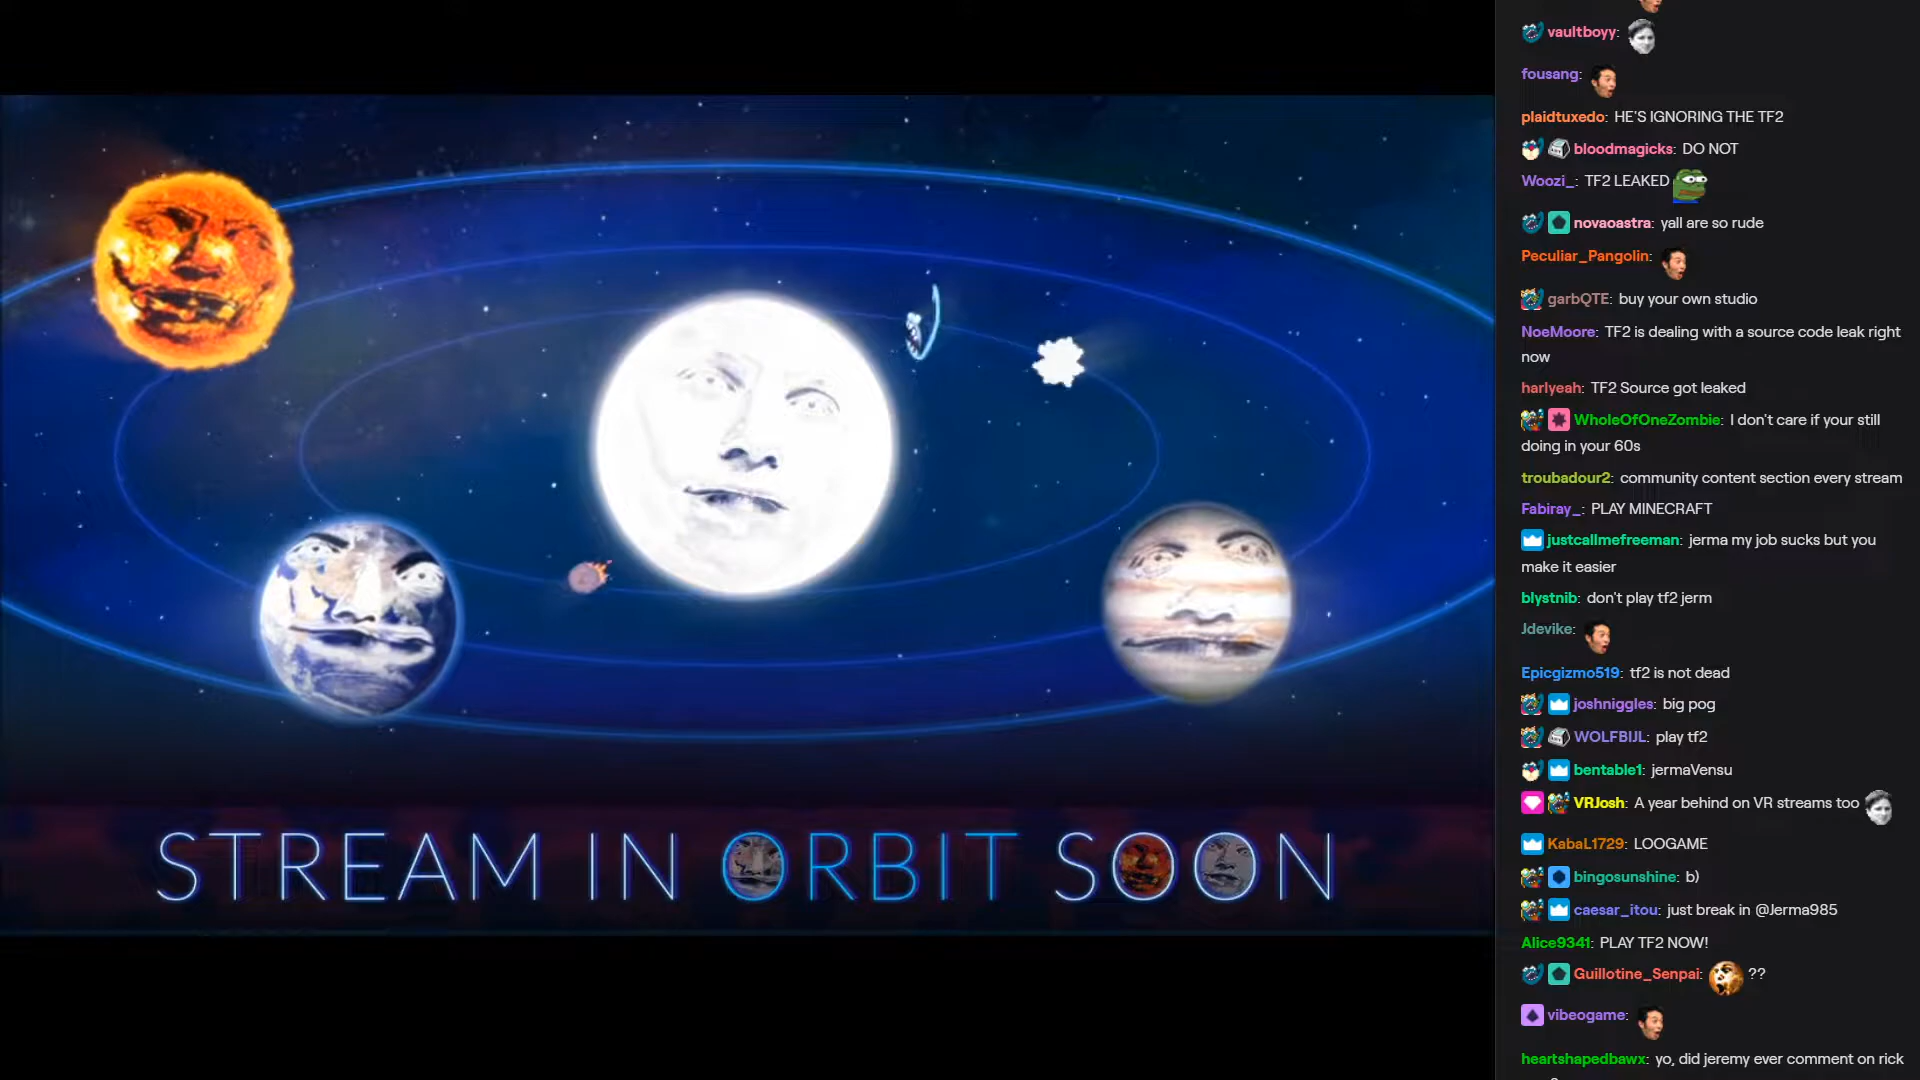 vaultboyy:
fousang:
plaidtuxedo: HE'S IGNORING THE TF2
bloodmagicks: DO NOT
Woozi_: TF2 LEAKED
novaoastra: yall are so rude
Peculiar_Pangolin:
garbQTE: buy your own studio
NoeMoore: TF2 is dealing with a source code leak right
now
harlyeah: TF2 Source got leaked
WholeOfOneZombie: I don't care if your still
doing in your 60s
troubadour2: community content section every stream
Fabiray_: PLAY MINECRAFT
justcallmefreeman: jerma my job sucks but you
make it easier
blystnib: don't play tf2 jerm
Jdevike:
Epicgizmo519: tf2 is not dead
joshniggles: big pog
WOLFBIJL: play tf2
bentable1: jermaVensu
VRJosh: A year behind on VR streams too
KabaL1729: LOOGAME
bingosunshine: b)
caesar_itou: just break in @Jerma985
Alice9341: PLAY TF2 NOW!
Guillotine_Senpai: ??
vibeogame:
heartshapedbawx: yo, did jeremy ever comment on rick
STREAM IN ORBIT SOON